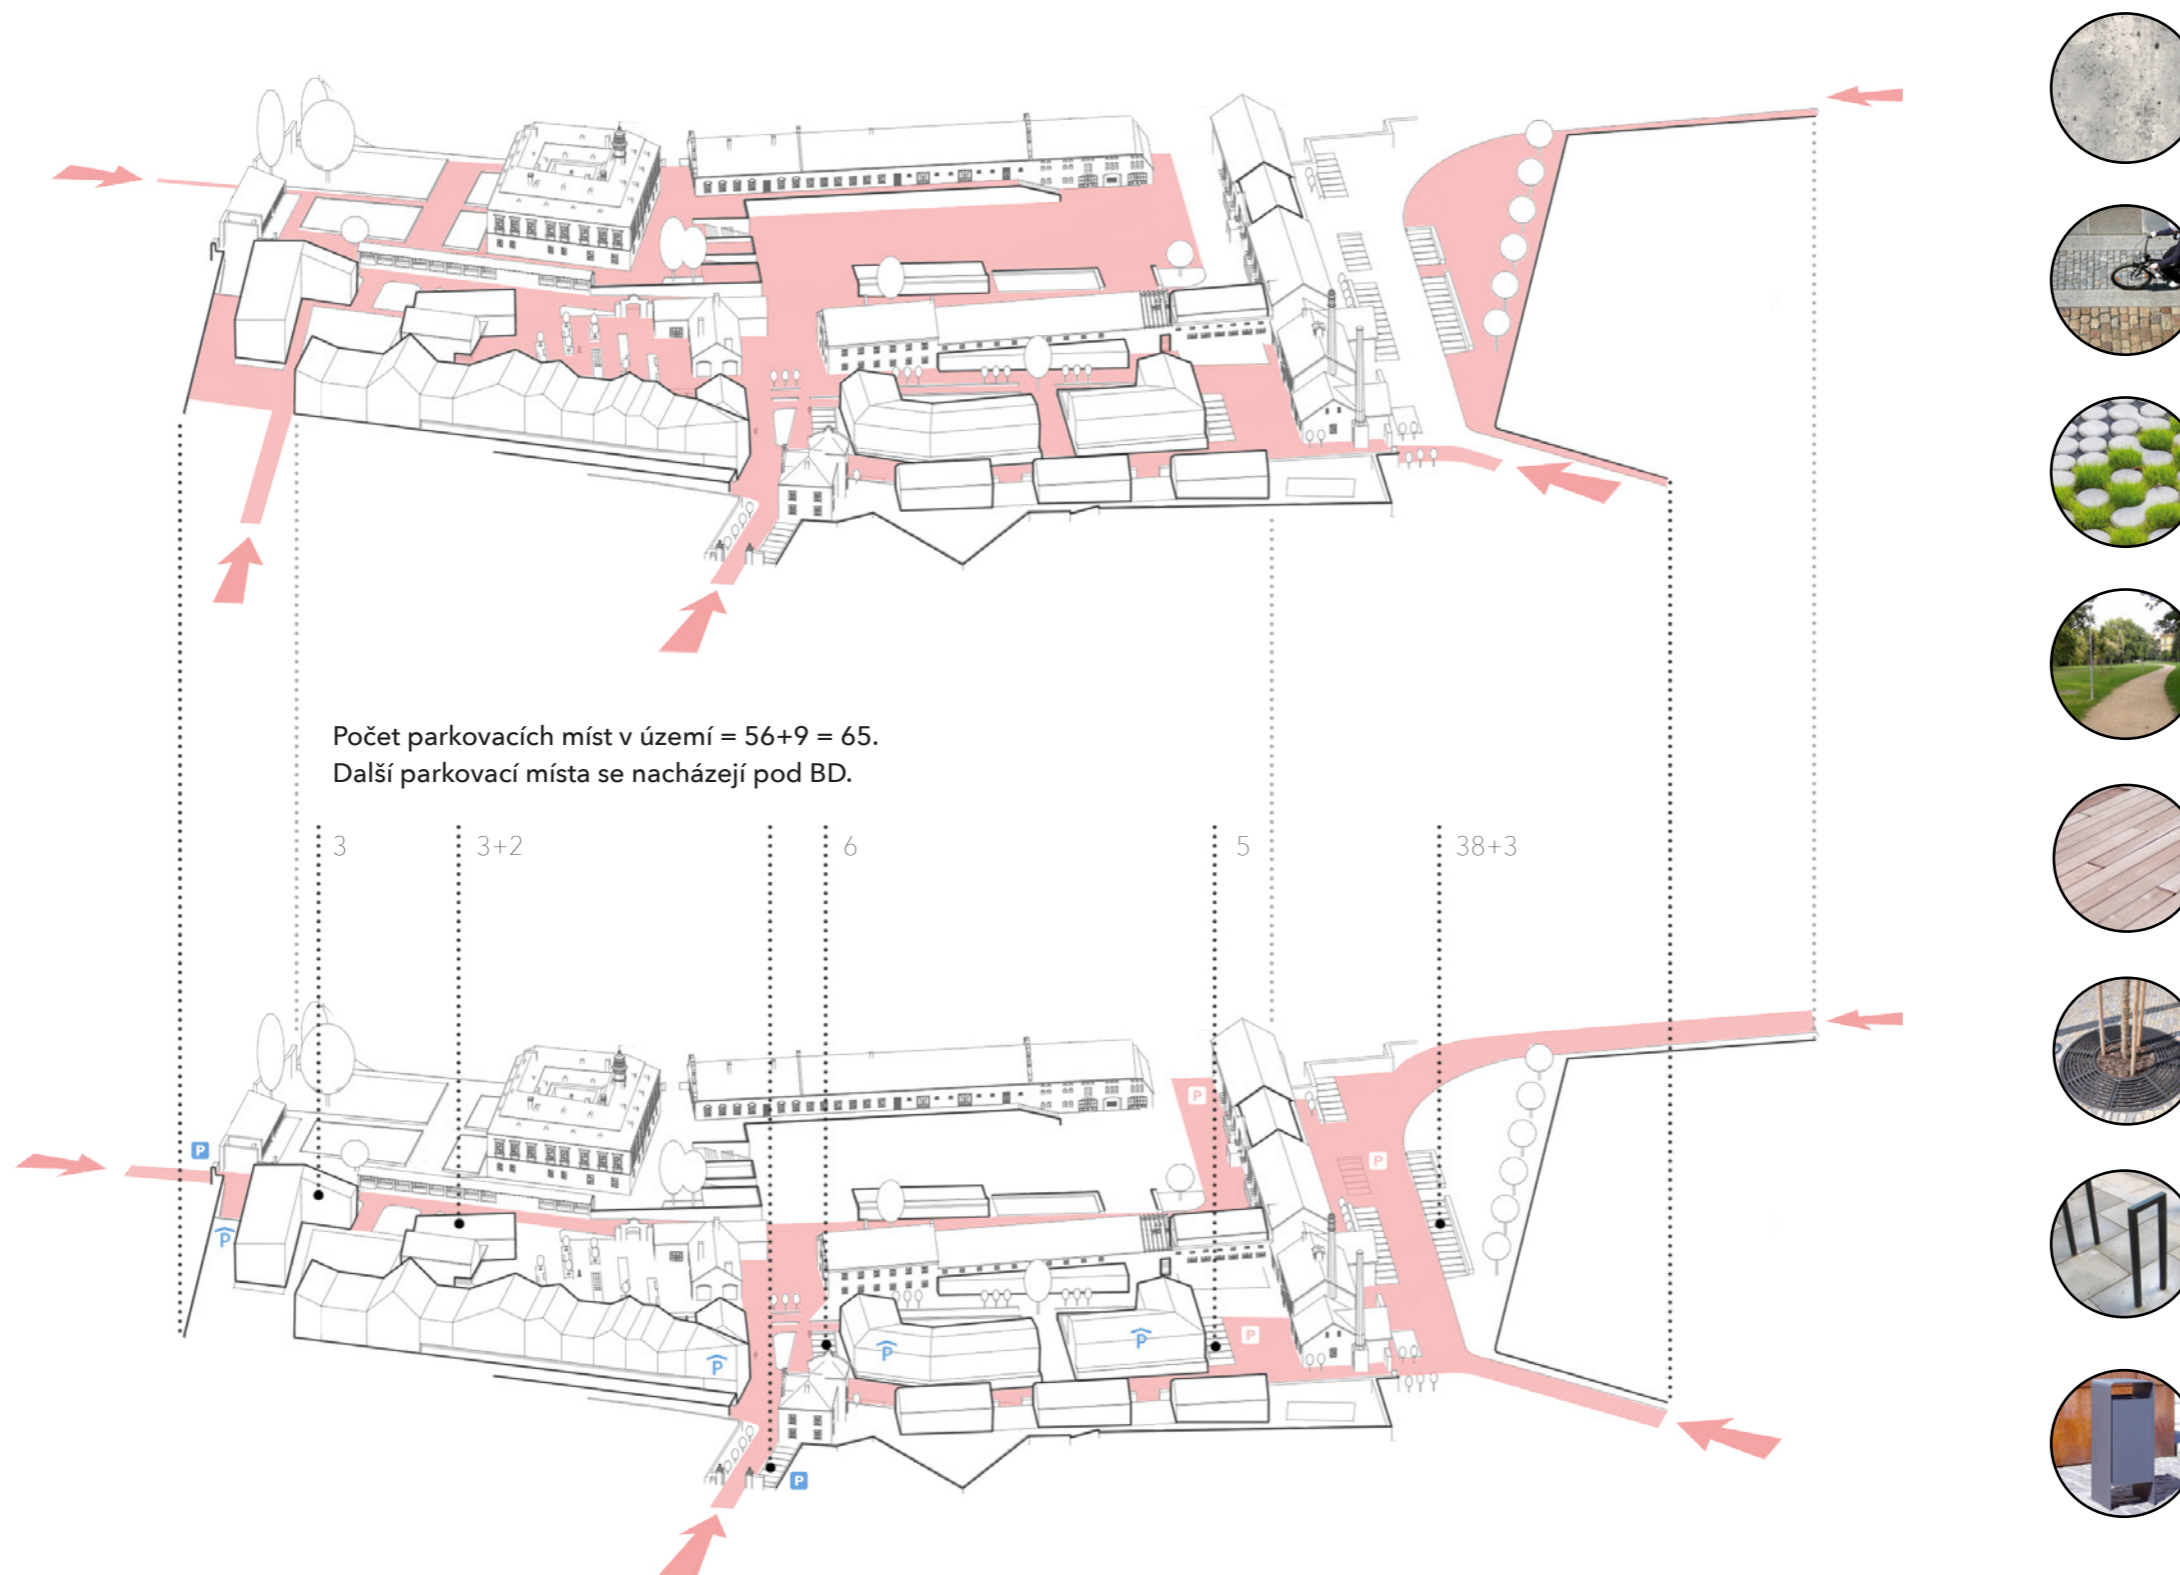 Počet parkovacích míst v území = 56+9 = 65.
Další parkovací místa se nacházejí pod BD.
3
3+2
6
5
38+3
P
P
P
P
P
P
P
P
P